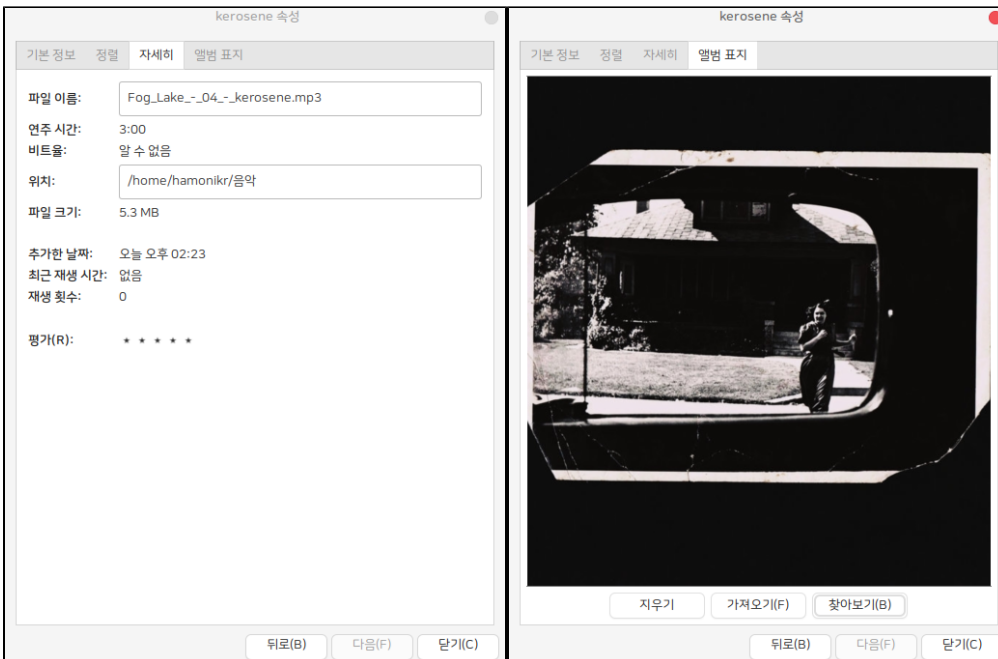 kerosene 속성
기본 정보 정렬 자세히 앨범 표지
파일 이름: Fog_Lake_-_04_-_kerosene.mp3
연주 시간: 3:00
비트율: 알 수 없음
위치: /home/hamonikr/음악
파일 크기: 5.3 MB
추가한 날짜: 오늘 오후 02:23
최근 재생 시간: 없음
재생 횟수: 0
평가(R): ★ ★ ★ ★ ★
뒤로(B) 다음(F) 닫기(C)
kerosene 속성
기본 정보 정렬 자세히 앨범 표지
지우기 가져오기(F) 찾아보기(B)
뒤로(B) 다음(F) 닫기(C)